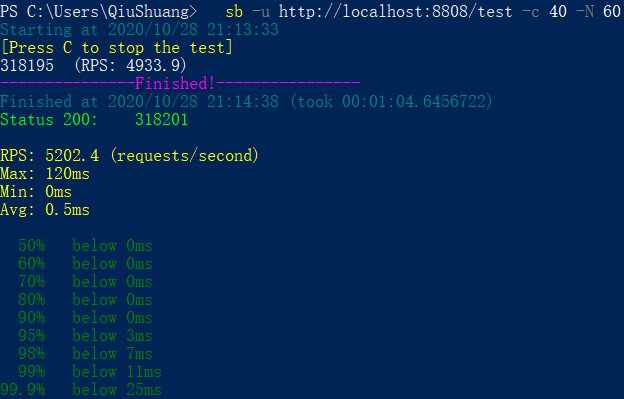 PS C:\Users\QiuShuang>   sb -u http://localhost:8808/test -c 40 -N 60
Starting at 2020/10/28 21:13:33
[Press C to stop the test]
318195  (RPS: 4933.9)
---------------Finished!----------------
Finished at 2020/10/28 21:14:38 (took 00:01:04.6456722)
Status 200:    318201
RPS: 5202.4 (requests/second)
Max: 120ms
Min: 0ms
Avg: 0.5ms
50%   below 0ms
60%   below 0ms
70%   below 0ms
80%   below 0ms
90%   below 0ms
95%   below 3ms
98%   below 7ms
99%   below 11ms
99.9%   below 25ms